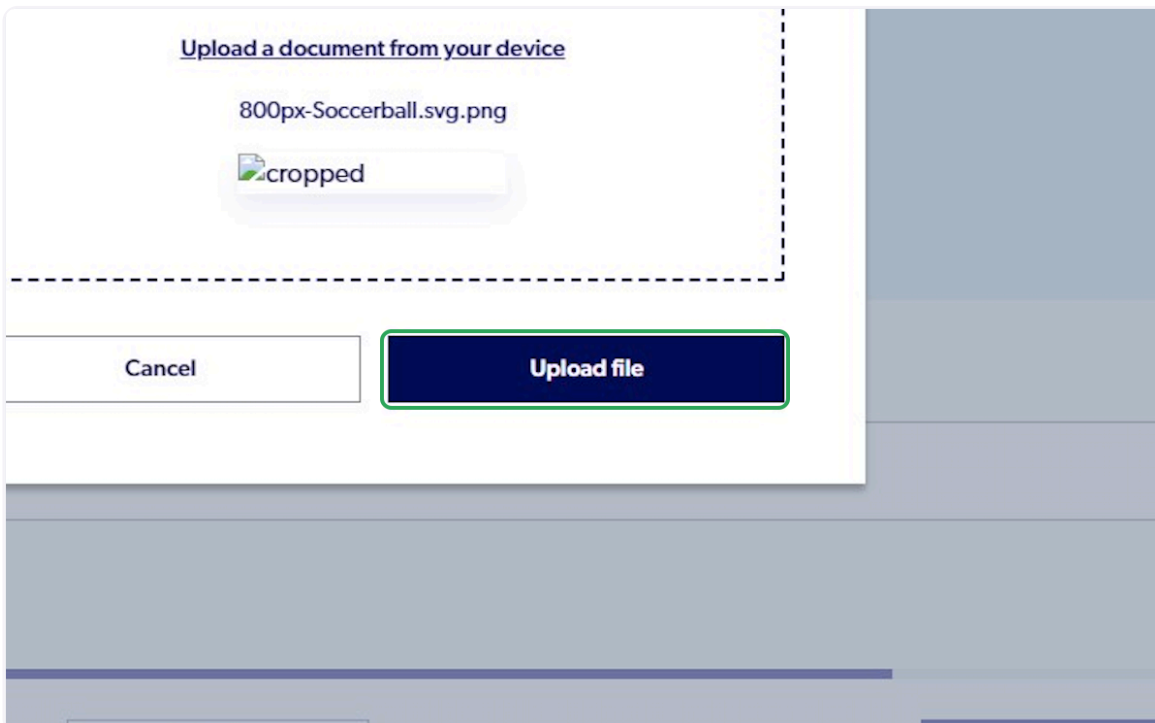 Upload a document from your device
800px-Soccerball.svg.png
cropped
Cancel
Upload file